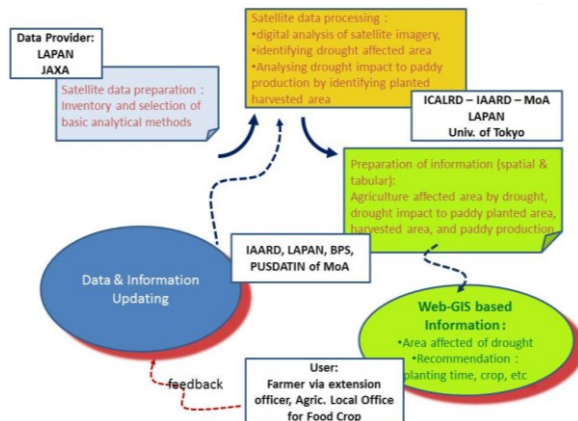 Data Provider:
LAPAN
JAXA
Satellite data preparation :
Inventory and selection of
basic analytical methods
Satellite data processing :
•digital analysis of satellite imagery,
•identifying drought affected area
•Analysing drought impact to paddy
production by identifying planted
harvested area
ICALRD – IAARD – MoA
LAPAN
Univ. of Tokyo
Preparation of information (spatial &
tabular):
Agriculture affected area by drought,
drought impact to paddy planted area,
harvested area, and paddy production
IAARD, LAPAN, BPS,
PUSDATIN of MoA
Data & Information
Updating
Web-GIS based
Information :
•Area affected of drought
•Recommendation :
planting time, crop, etc
User:
Farmer via extension
officer, Agric. Local Office
for Food Crop
feedback